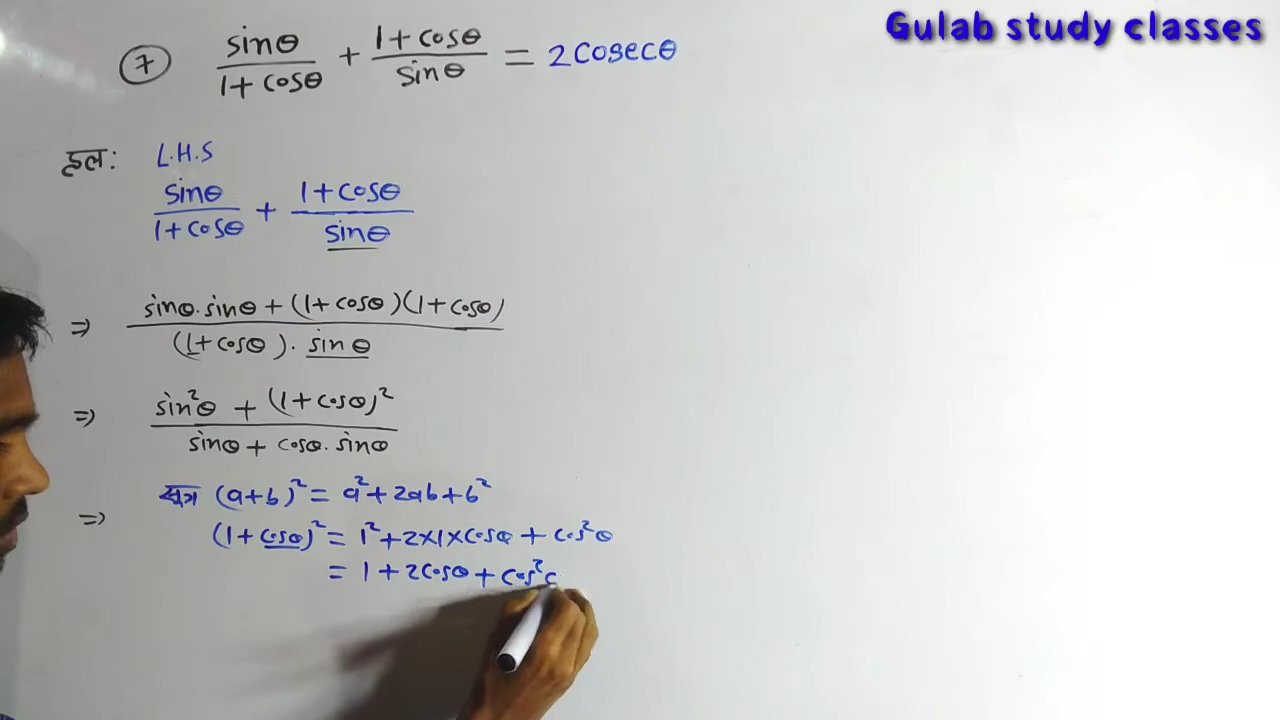 Gulab study classes
7 sinθ/(1+cosθ) + (1+cosθ)/sinθ = 2cosecθ
हल: L.H.S
sinθ/(1+cosθ) + (1+cosθ)/sinθ
⇒ (sinθ.sinθ + (1+cosθ)(1+cosθ))/((1+cosθ).sinθ)
⇒ (sin²θ + (1+cosθ)²)/(sinθ + cosθ.sinθ)
⇒ सूत्र (a+b)² = a²+2ab+b²
(1+cosθ)² = 1²+2×1×cosθ + cos²θ
= 1+2cosθ+cos²